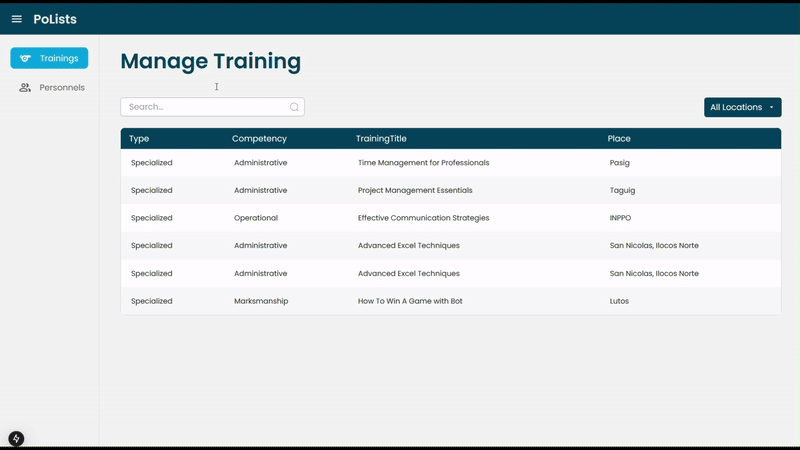 PoLists
Trainings
Personnels
Manage Training
Search...
All Locations
Type Competency TrainingTitle Place
Specialized Administrative Time Management for Professionals Pasig
Specialized Administrative Project Management Essentials Taguig
Specialized Operational Effective Communication Strategies INPPO
Specialized Administrative Advanced Excel Techniques San Nicolas, Ilocos Norte
Specialized Administrative Advanced Excel Techniques San Nicolas, Ilocos Norte
Specialized Marksmanship How To Win A Game with Bot Lutos